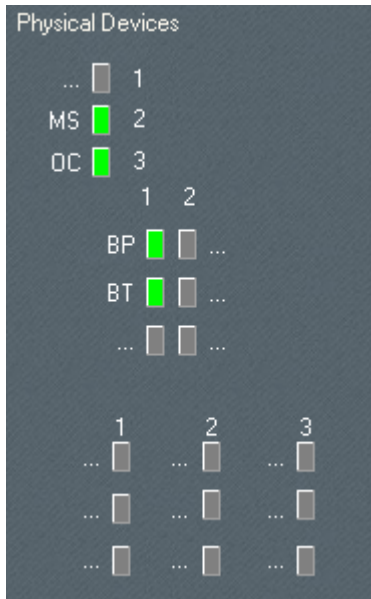 Physical Devices
... 1
MS 2
OC 3
1 2
BP ...
BT ...
... ...
1 2 3
... ... ...
... ... ...
... ... ...